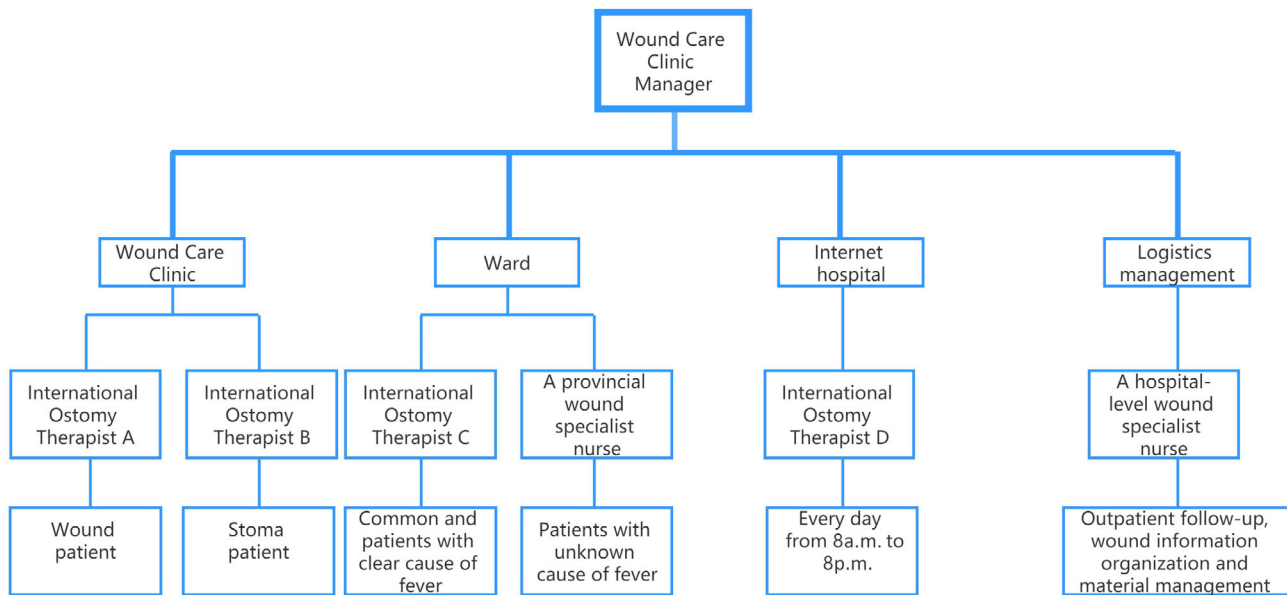 Wound Care
Clinic
Manager
Wound Care
Clinic
Ward
Internet
hospital
Logistics
management
International
Ostomy
Therapist A
International
Ostomy
Therapist B
International
Ostomy
Therapist C
A provincial
wound
specialist
nurse
International
Ostomy
Therapist D
A hospital-
level wound
specialist
nurse
Wound
patient
Stoma
patient
Common and
patients with
clear cause of
fever
Patients with
unknown
cause of fever
Every day
from 8a.m. to
8p.m.
Outpatient follow-up,
wound information
organization and
material management